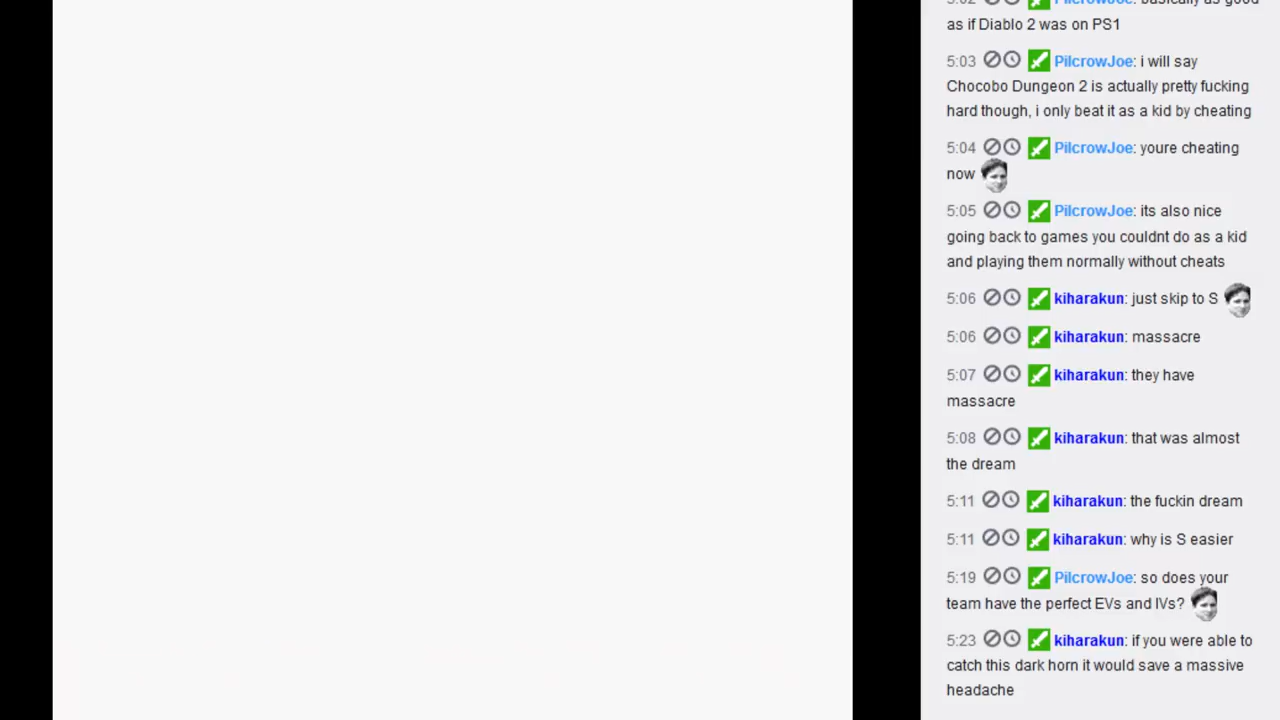 5:02 PilcrowJoe: basically as good
as if Diablo 2 was on PS1
5:03 PilcrowJoe: i will say
Chocobo Dungeon 2 is actually pretty fucking
hard though, i only beat it as a kid by cheating
5:04 PilcrowJoe: youre cheating
now
5:05 PilcrowJoe: its also nice
going back to games you couldnt do as a kid
and playing them normally without cheats
5:06 kiharakun: just skip to S
5:06 kiharakun: massacre
5:07 kiharakun: they have
massacre
5:08 kiharakun: that was almost
the dream
5:11 kiharakun: the fuckin dream
5:11 kiharakun: why is S easier
5:19 PilcrowJoe: so does your
team have the perfect EVs and IVs?
5:23 kiharakun: if you were able to
catch this dark horn it would save a massive
headache